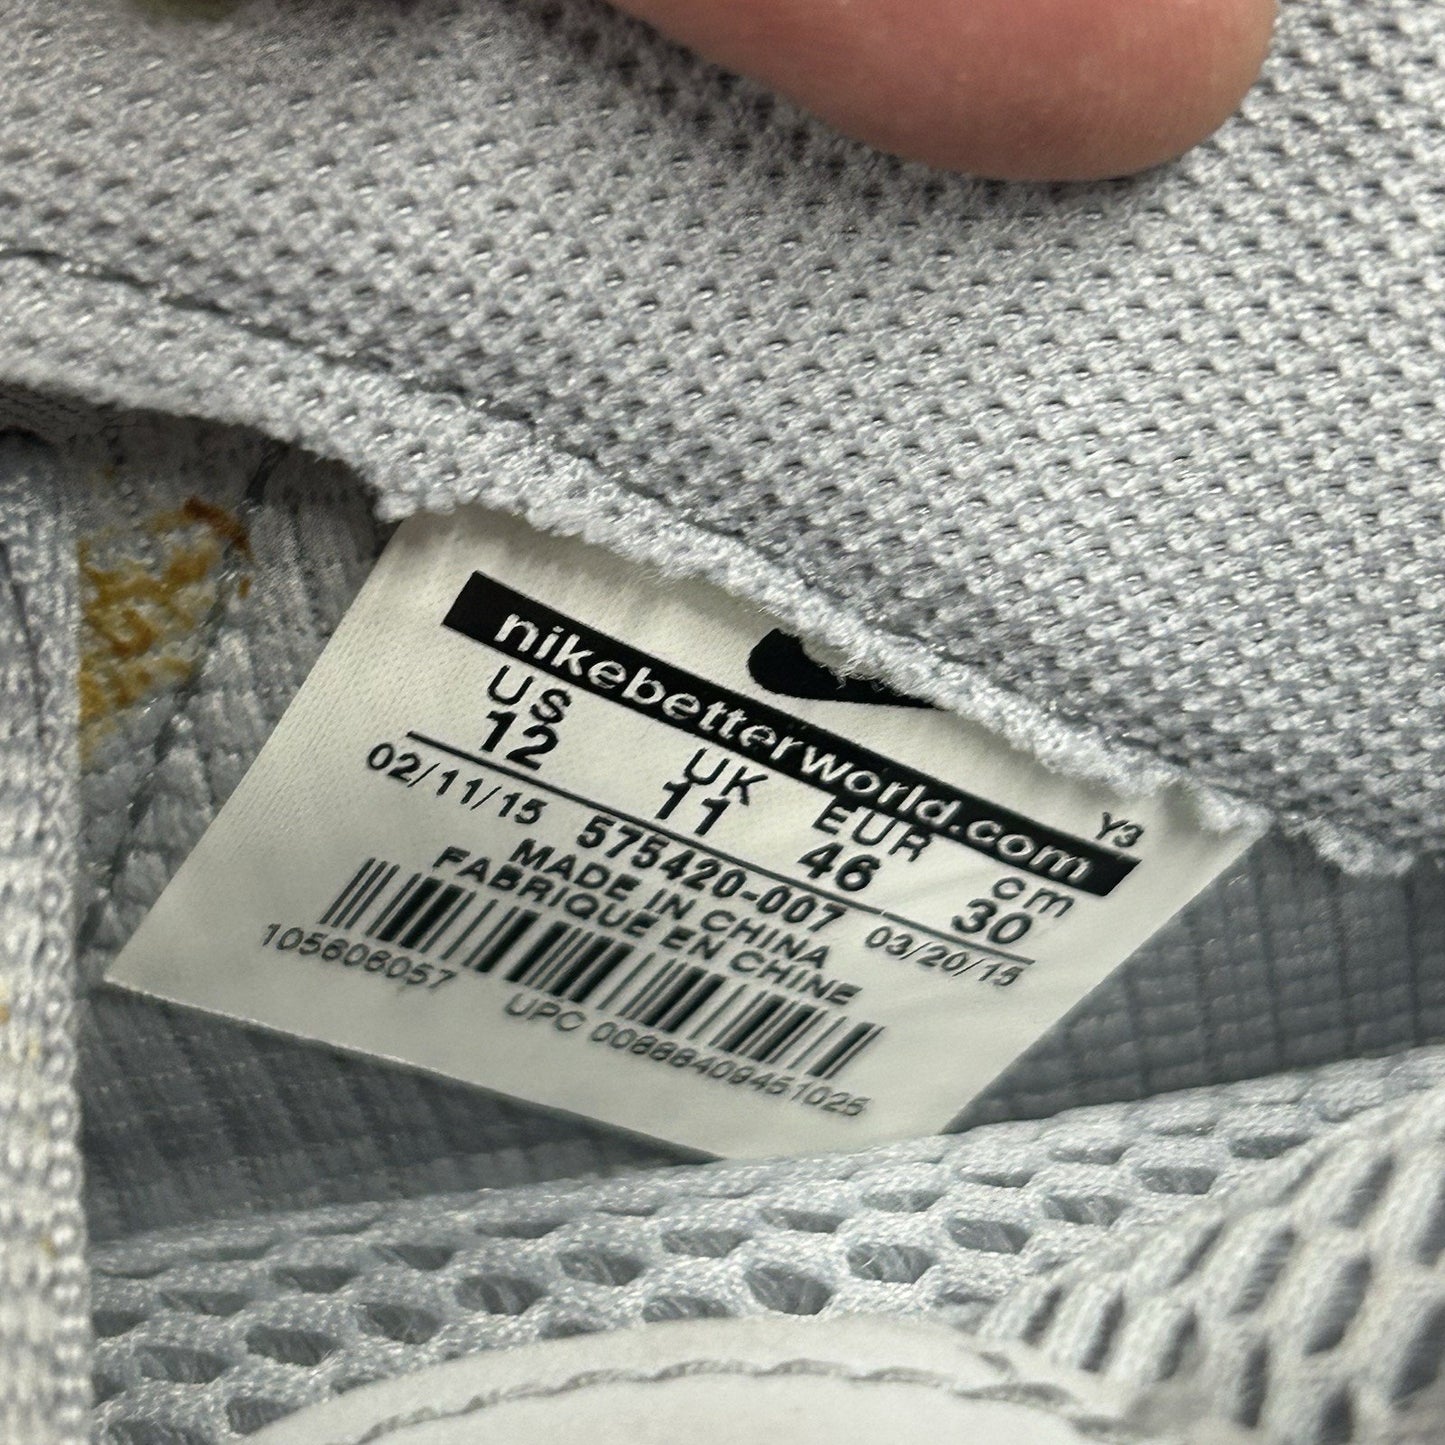 nikebetterworld.com
Y3
US UK EUR cm
12 11 46 30
02/11/15 575420-007 03/20/15
MADE IN CHINA
FABRIQUE EN CHINE
105606057
UPC 00888409451025